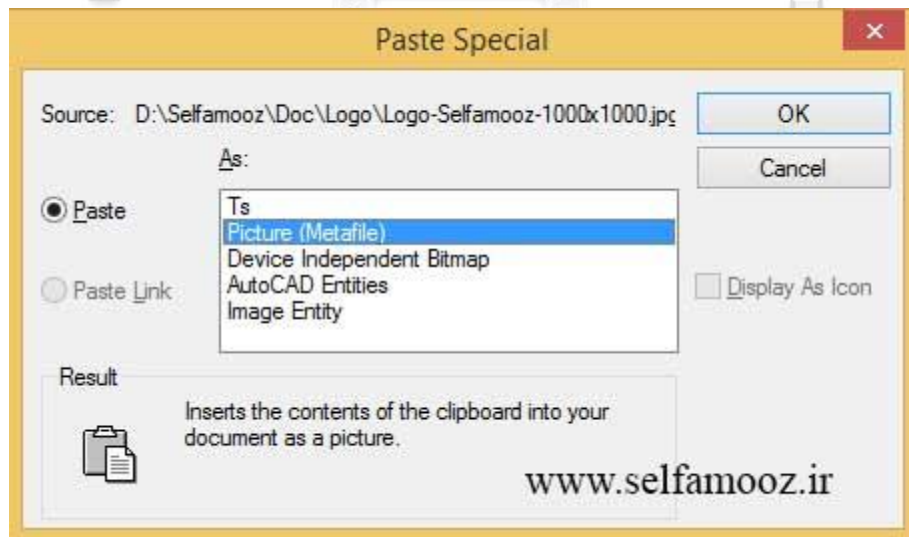 Paste Special
Source: D:\Selfamooz\Doc\Logo\Logo-Selfamooz-1000x1000.jpg
OK
As:
Cancel
Paste
Ts
Picture (Metafile)
Device Independent Bitmap
Paste Link
AutoCAD Entities
Display As Icon
Image Entity
Result
Inserts the contents of the clipboard into your
document as a picture.
www.selfamooz.ir